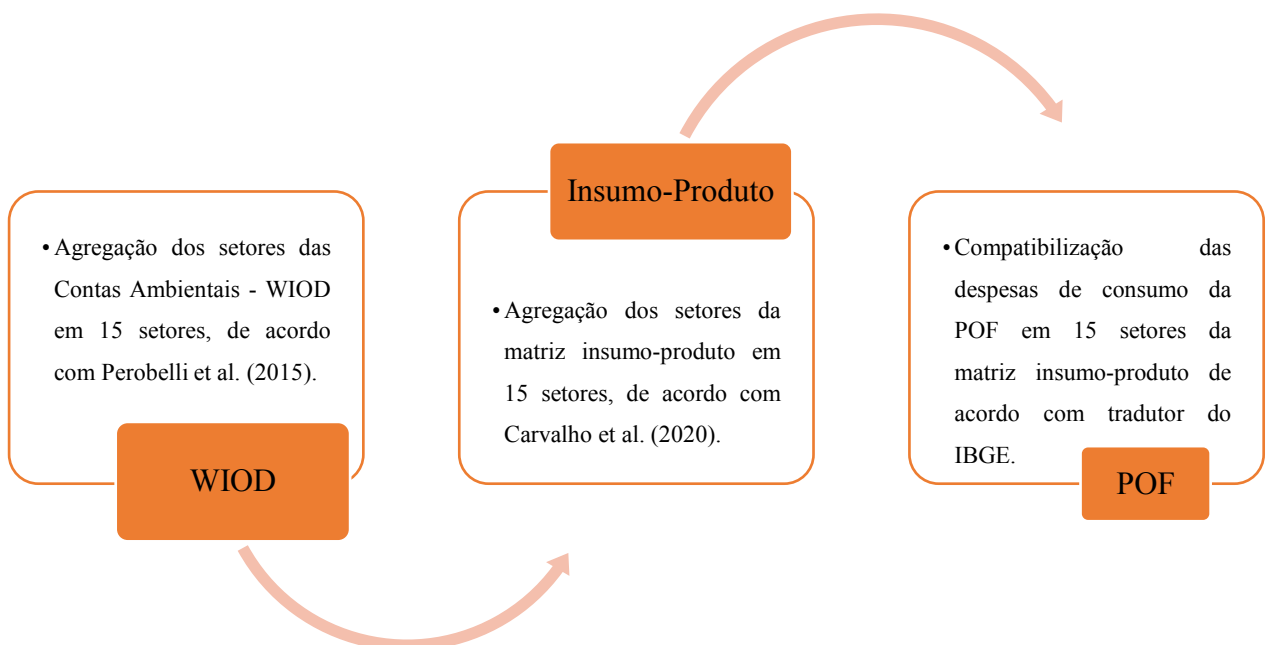 • Agregação dos setores das
Contas Ambientais - WIOD
em 15 setores, de acordo
com Perobelli et al. (2015).
WIOD
Insumo-Produto
• Agregação dos setores da
matriz insumo-produto em
15 setores, de acordo com
Carvalho et al. (2020).
• Compatibilização das
despesas de consumo da
POF em 15 setores da
matriz insumo-produto de
acordo com tradutor do
IBGE.
POF